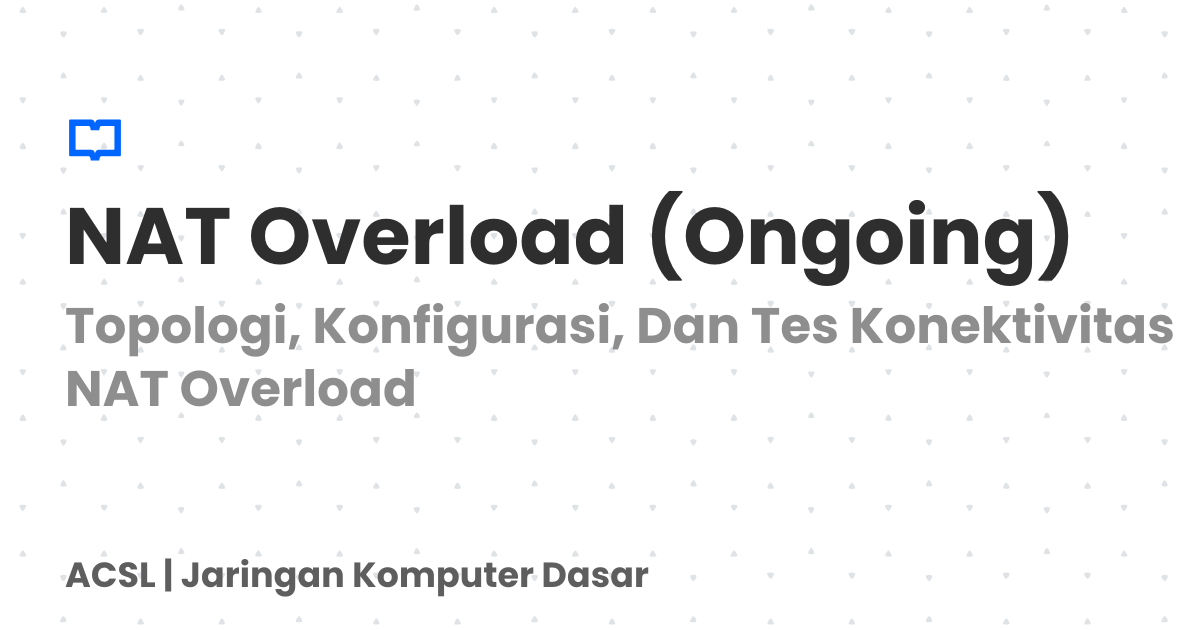 NAT Overload (Ongoing)
Topologi, Konfigurasi, Dan Tes Konektivitas
NAT Overload
ACSL | Jaringan Komputer Dasar